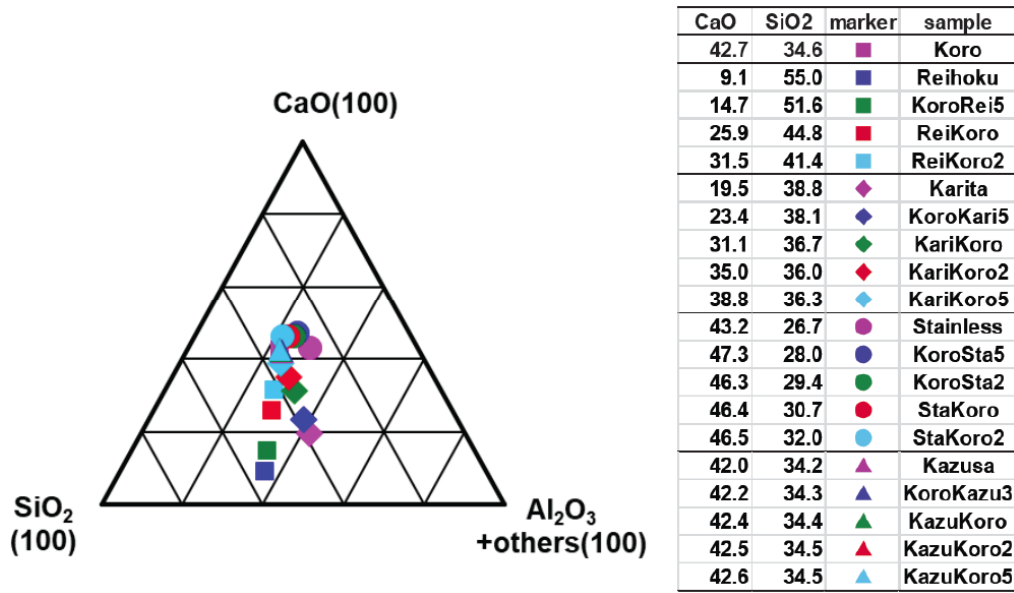 CaO(100)
SiO2
(100)
Al2O3
+others(100)
CaO SiO2 marker sample
42.7 34.6 Koro
9.1 55.0 Reihoku
14.7 51.6 KoroRei5
25.9 44.8 ReiKoro
31.5 41.4 ReiKoro2
19.5 38.8 Karita
23.4 38.1 KoroKari5
31.1 36.7 KariKoro
35.0 36.0 KariKoro2
38.8 36.3 KariKoro5
43.2 26.7 Stainless
47.3 28.0 KoroSta5
46.3 29.4 KoroSta2
46.4 30.7 StaKoro
46.5 32.0 StaKoro2
42.0 34.2 Kazusa
42.2 34.3 KoroKazu3
42.4 34.4 KazuKoro
42.5 34.5 KazuKoro2
42.6 34.5 KazuKoro5